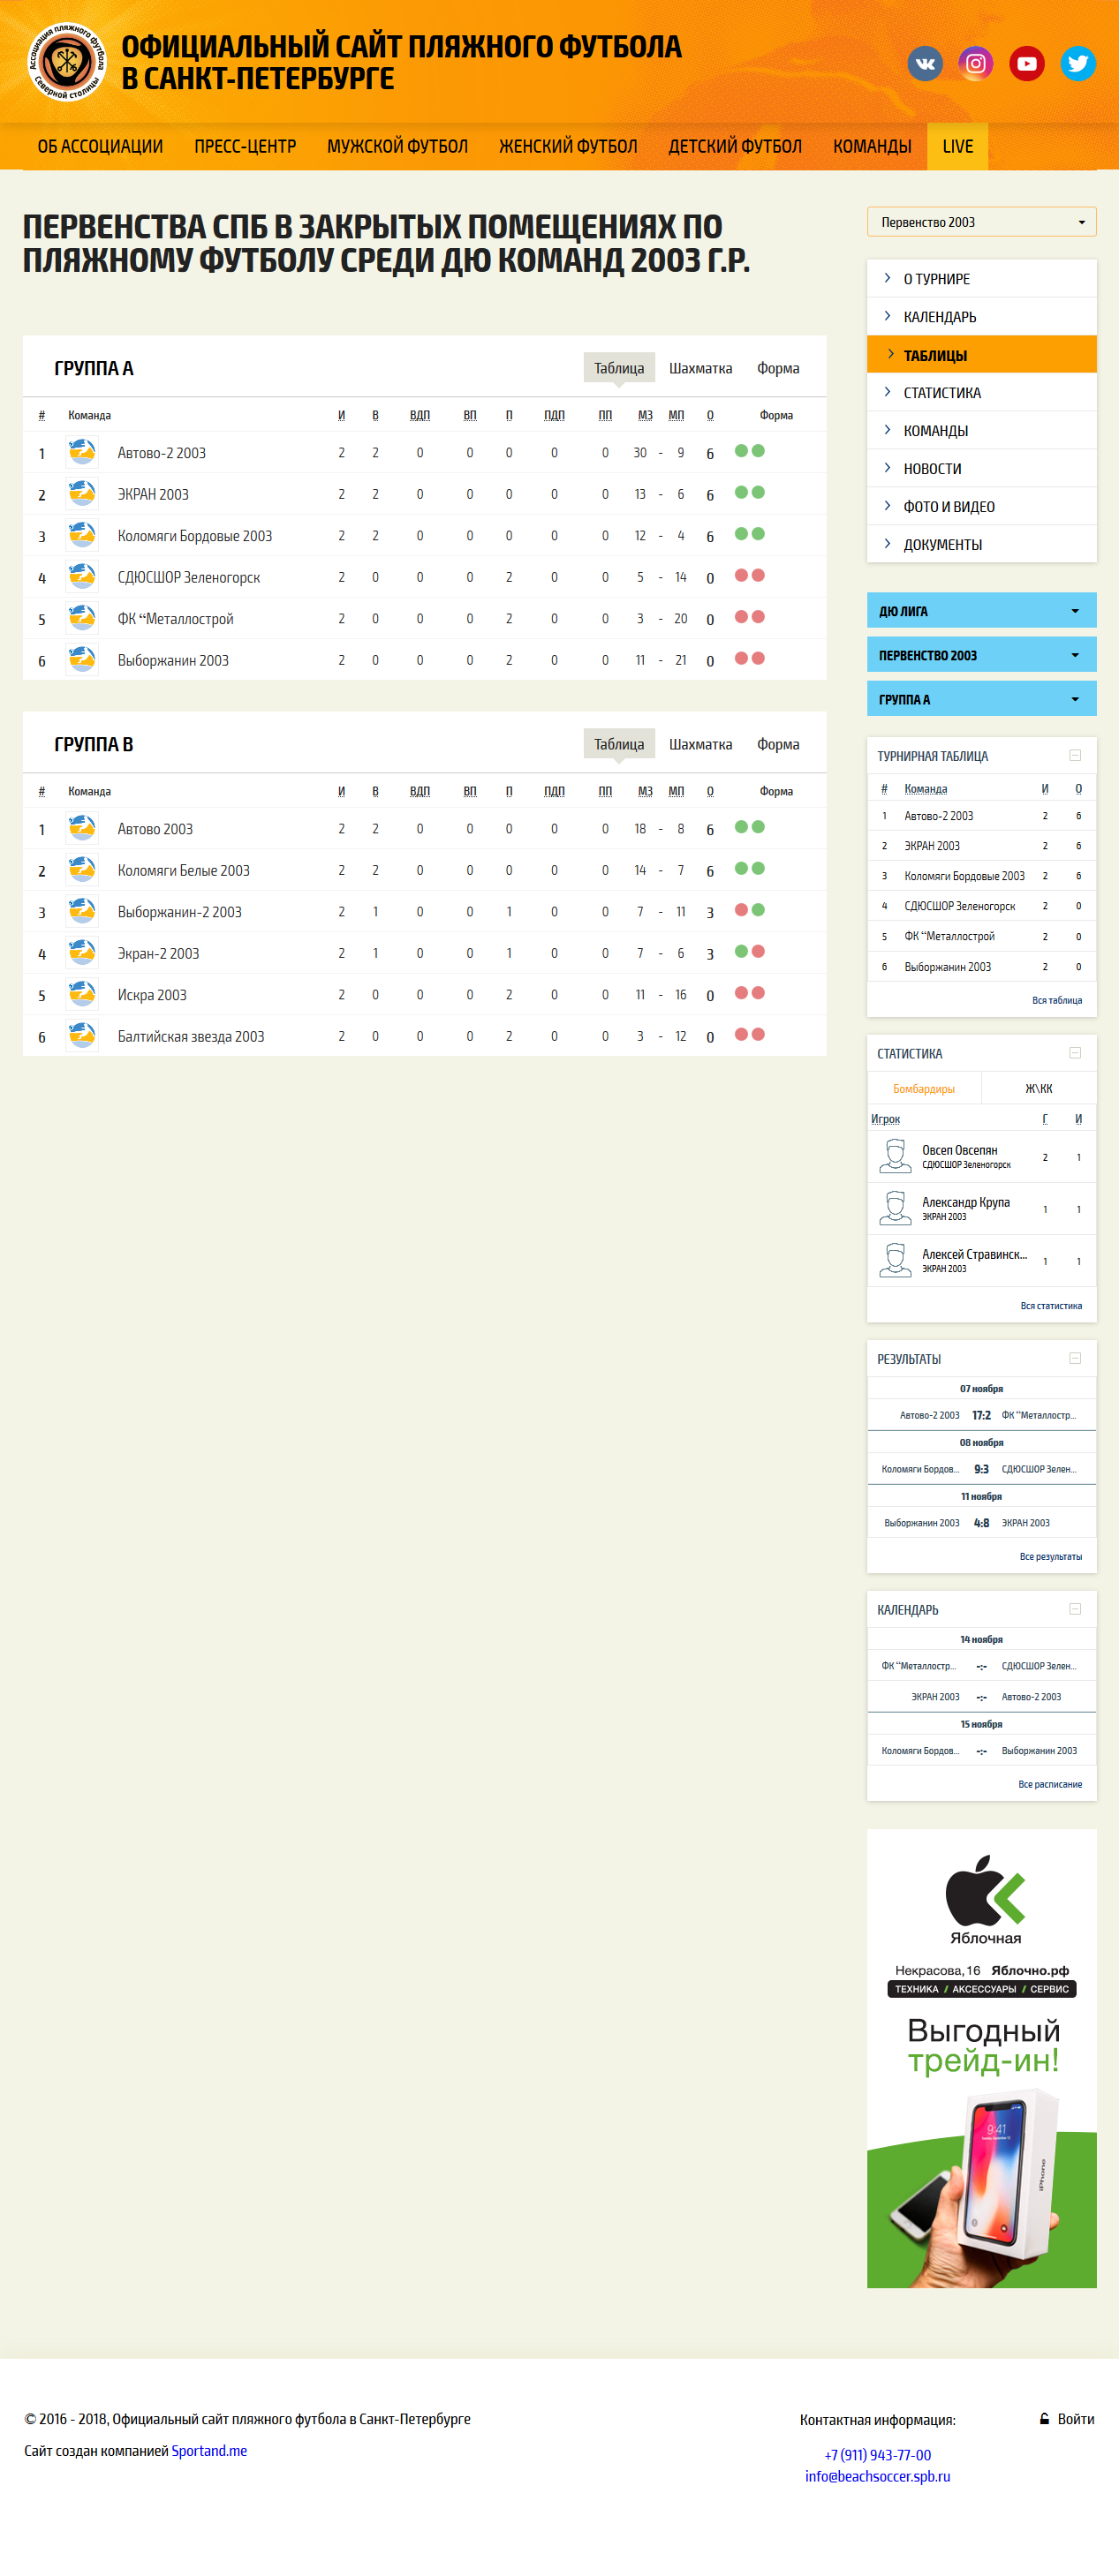 Ассоциация пляжного футбола
Северной столицы
ОФИЦИАЛЬНЫЙ САЙТ ПЛЯЖНОГО ФУТБОЛА
В САНКТ-ПЕТЕРБУРГЕ
ОБ АССОЦИАЦИИ ПРЕСС-ЦЕНТР МУЖСКОЙ ФУТБОЛ ЖЕНСКИЙ ФУТБОЛ ДЕТСКИЙ ФУТБОЛ КОМАНДЫ LIVE
ПЕРВЕНСТВА СПБ В ЗАКРЫТЫХ ПОМЕЩЕНИЯХ ПО
ПЛЯЖНОМУ ФУТБОЛУ СРЕДИ ДЮ КОМАНД 2003 Г.Р.
ГРУППА А Таблица Шахматка Форма
# Команда И В ВДП ВП П ПДП ПП МЗ МП О Форма
1 Автово-2 2003 2 2 0 0 0 0 0 30 - 9 6
2 ЭКРАН 2003 2 2 0 0 0 0 0 13 - 6 6
3 Коломяги Бордовые 2003 2 2 0 0 0 0 0 12 - 4 6
4 СДЮСШОР Зеленогорск 2 0 0 0 2 0 0 5 - 14 0
5 ФК “Металлострой 2 0 0 0 2 0 0 3 - 20 0
6 Выборжанин 2003 2 0 0 0 2 0 0 11 - 21 0
ГРУППА В Таблица Шахматка Форма
# Команда И В ВДП ВП П ПДП ПП МЗ МП О Форма
1 Автово 2003 2 2 0 0 0 0 0 18 - 8 6
2 Коломяги Белые 2003 2 2 0 0 0 0 0 14 - 7 6
3 Выборжанин-2 2003 2 1 0 0 1 0 0 7 - 11 3
4 Экран-2 2003 2 1 0 0 1 0 0 7 - 6 3
5 Искра 2003 2 0 0 0 2 0 0 11 - 16 0
6 Балтийская звезда 2003 2 0 0 0 2 0 0 3 - 12 0
Первенство 2003
О ТУРНИРЕ
КАЛЕНДАРЬ
ТАБЛИЦЫ
СТАТИСТИКА
КОМАНДЫ
НОВОСТИ
ФОТО И ВИДЕО
ДОКУМЕНТЫ
ДЮ ЛИГА
ПЕРВЕНСТВО 2003
ГРУППА А
ТУРНИРНАЯ ТАБЛИЦА
# Команда И О
1 Автово-2 2003 2 6
2 ЭКРАН 2003 2 6
3 Коломяги Бордовые 2003 2 6
4 СДЮСШОР Зеленогорск 2 0
5 ФК “Металлострой 2 0
6 Выборжанин 2003 2 0
Вся таблица
СТАТИСТИКА
Бомбардиры Ж\КК
Игрок Г И
Овсеп Овсепян 2 1
СДЮСШОР Зеленогорск
Александр Крупа 1 1
ЭКРАН 2003
Алексей Стравинск... 1 1
ЭКРАН 2003
Вся статистика
РЕЗУЛЬТАТЫ
07 ноября
Автово-2 2003 17:2 ФК “Металлостр...
08 ноября
Коломяги Бордов... 9:3 СДЮСШОР Зелен...
11 ноября
Выборжанин 2003 4:8 ЭКРАН 2003
Все результаты
КАЛЕНДАРЬ
14 ноября
ФК “Металлостр... -:- СДЮСШОР Зелен...
ЭКРАН 2003 -:- Автово-2 2003
15 ноября
Коломяги Бордов... -:- Выборжанин 2003
Все расписание
Яблочная
Некрасова,16 Яблочно.рф
ТЕХНИКА / АКСЕССУАРЫ / СЕРВИС
Выгодный
трейд-ин!
9:41
iPhone
© 2016 - 2018, Официальный сайт пляжного футбола в Санкт-Петербурге
Сайт создан компанией Sportand.me
Контактная информация:
+7 (911) 943-77-00
info@beachsoccer.spb.ru
Войти